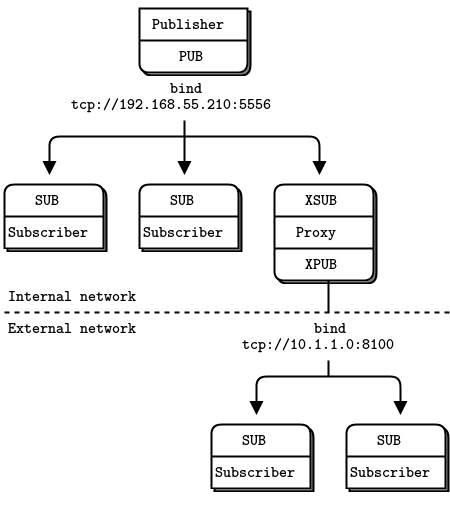 Publisher
PUB
bind
tcp://192.168.55.210:5556
SUB
Subscriber
SUB
Subscriber
XSUB
Proxy
XPUB
Internal network
External network
bind
tcp://10.1.1.0:8100
SUB
Subscriber
SUB
Subscriber